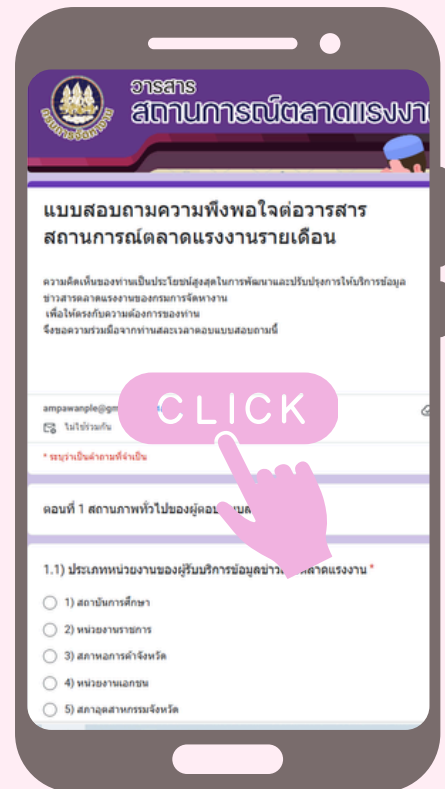 กรมการจัดหางาน
วารสาร
สถานการณ์ตลาดแรงงา
แบบสอบถามความพึงพอใจต่อวารสาร
สถานการณ์ตลาดแรงงานรายเดือน
ความคิดเห็นของท่านเป็นประโยชน์สูงสุดในการพัฒนาและปรับปรุงการให้บริการข้อมูล
ข่าวสารตลาดแรงงานของกรมการจัดหางาน
เพื่อให้ตรงกับความต้องการของท่าน
จึงขอความร่วมมือจากท่านสละเวลาตอบแบบสอบถามนี้
CLICK
ampawanple@gm
ไม่ใช่ร่วมกัน
* ระบุว่าเป็นคำถามที่จำเป็น
ตอนที่ 1 สถานภาพทั่วไปของผู้ตอบ
1.1) ประเภทหน่วยงานของผู้รับบริการข้อมูลข่าว ตลาดแรงงาน *
1) สถาบันการศึกษา
2) หน่วยงานราชการ
3) สภาหอการค้าจังหวัด
4) หน่วยงานเอกชน
5) สภาอุตสาหกรรมจังหวัด